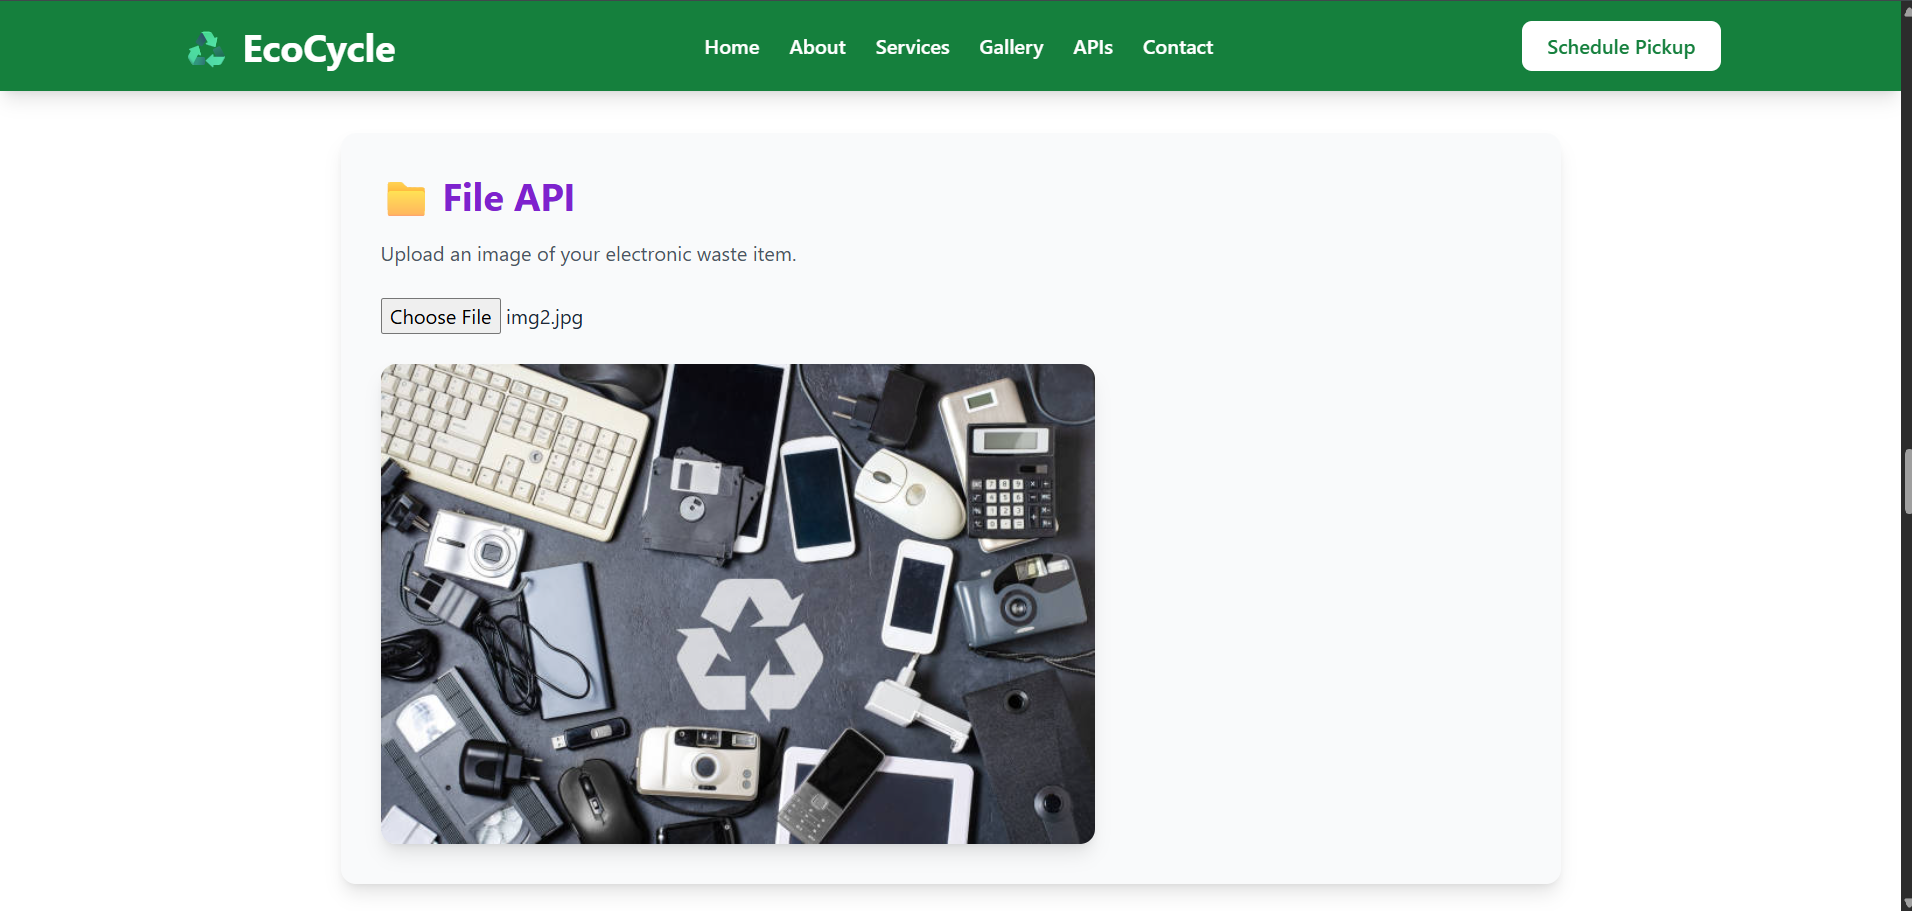 EcoCycle
Home About Services Gallery APIs Contact
Schedule Pickup
File API
Upload an image of your electronic waste item.
Choose File img2.jpg